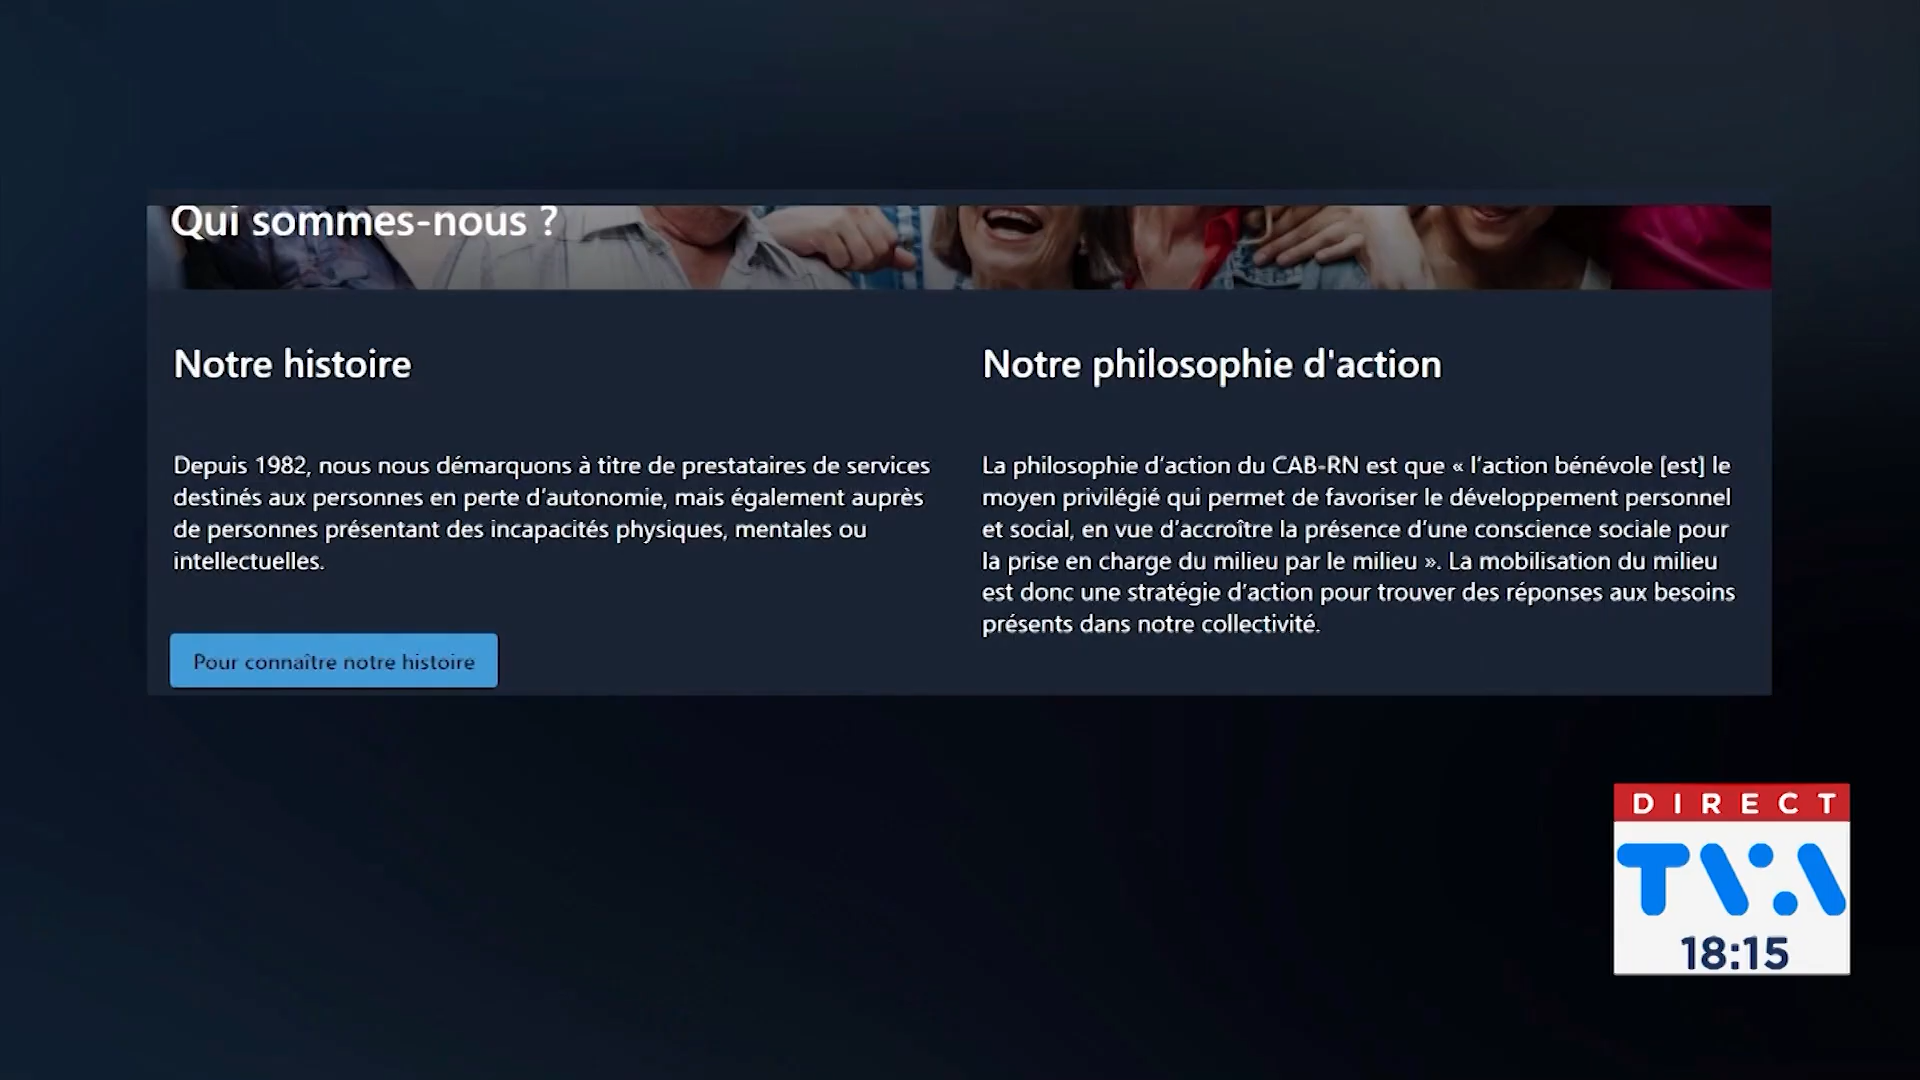 Qui sommes-nous ?
Notre histoire
Depuis 1982, nous nous démarquons à titre de prestataires de services
destinés aux personnes en perte d’autonomie, mais également auprès
de personnes présentant des incapacités physiques, mentales ou
intellectuelles.
Pour connaître notre histoire
Notre philosophie d'action
La philosophie d’action du CAB-RN est que « l’action bénévole [est] le
moyen privilégié qui permet de favoriser le développement personnel
et social, en vue d’accroître la présence d’une conscience sociale pour
la prise en charge du milieu par le milieu ». La mobilisation du milieu
est donc une stratégie d’action pour trouver des réponses aux besoins
présents dans notre collectivité.
DIRECT
TVA
18:15